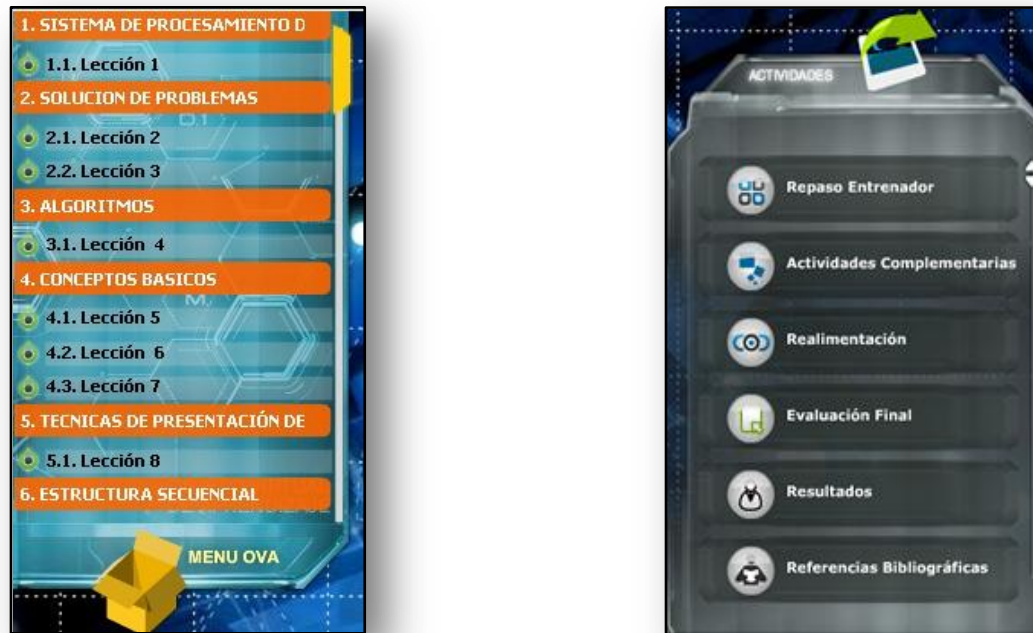 1. SISTEMA DE PROCESAMIENTO D
1.1. Lección 1
2. SOLUCION DE PROBLEMAS
2.1. Lección 2
2.2. Lección 3
3. ALGORITMOS
3.1. Lección 4
4. CONCEPTOS BASICOS
4.1. Lección 5
4.2. Lección 6
4.3. Lección 7
5. TECNICAS DE PRESENTACIÓN DE
5.1. Lección 8
6. ESTRUCTURA SECUENCIAL
MENU OVA
ACTIVIDADES
Repaso Entrenador
Actividades Complementarias
Realimentación
Evaluación Final
Resultados
Referencias Bibliográficas